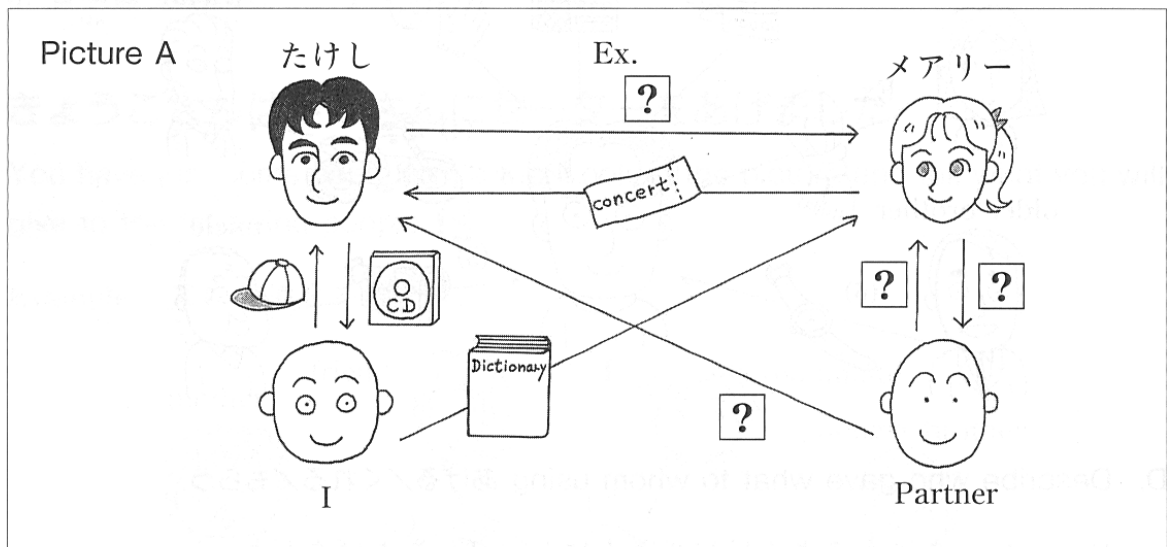 Picture A
たけし
Ex.
メアリー
?
concert
CD
?
?
Dictionary
?
I
Partner